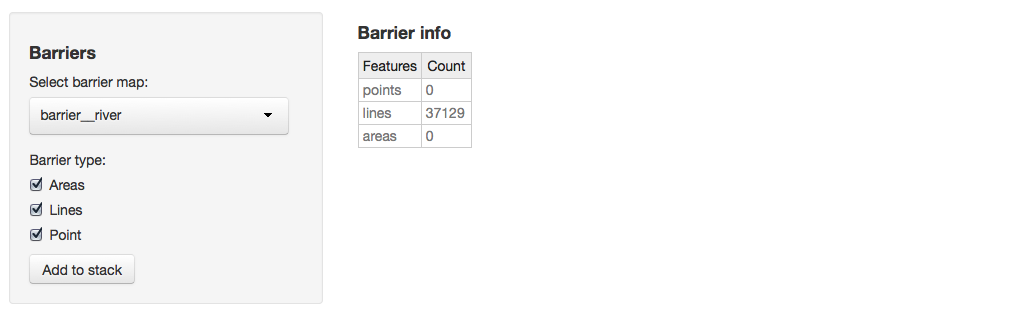 Barriers
Select barrier map:
barrier__river
Barrier type:
Areas
Lines
Point
Add to stack
Barrier info
Features Count
points 0
lines 37129
areas 0